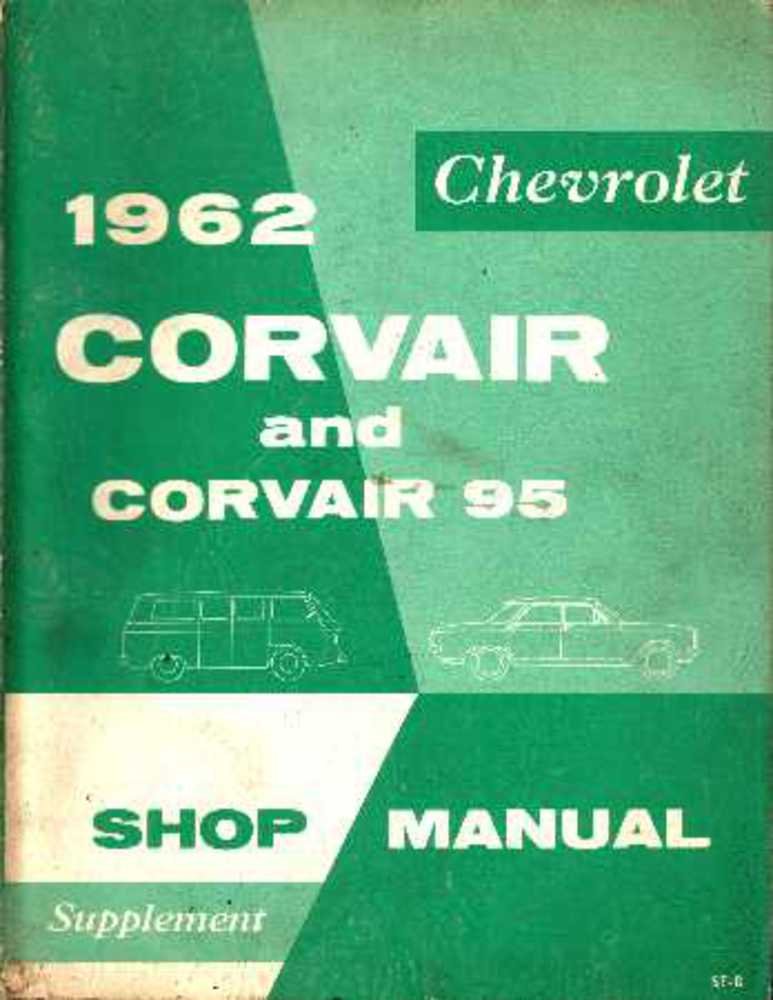 Chevrolet
1962
CORVAIR
and
CORVAIR 95
SHOP MANUAL
Supplement